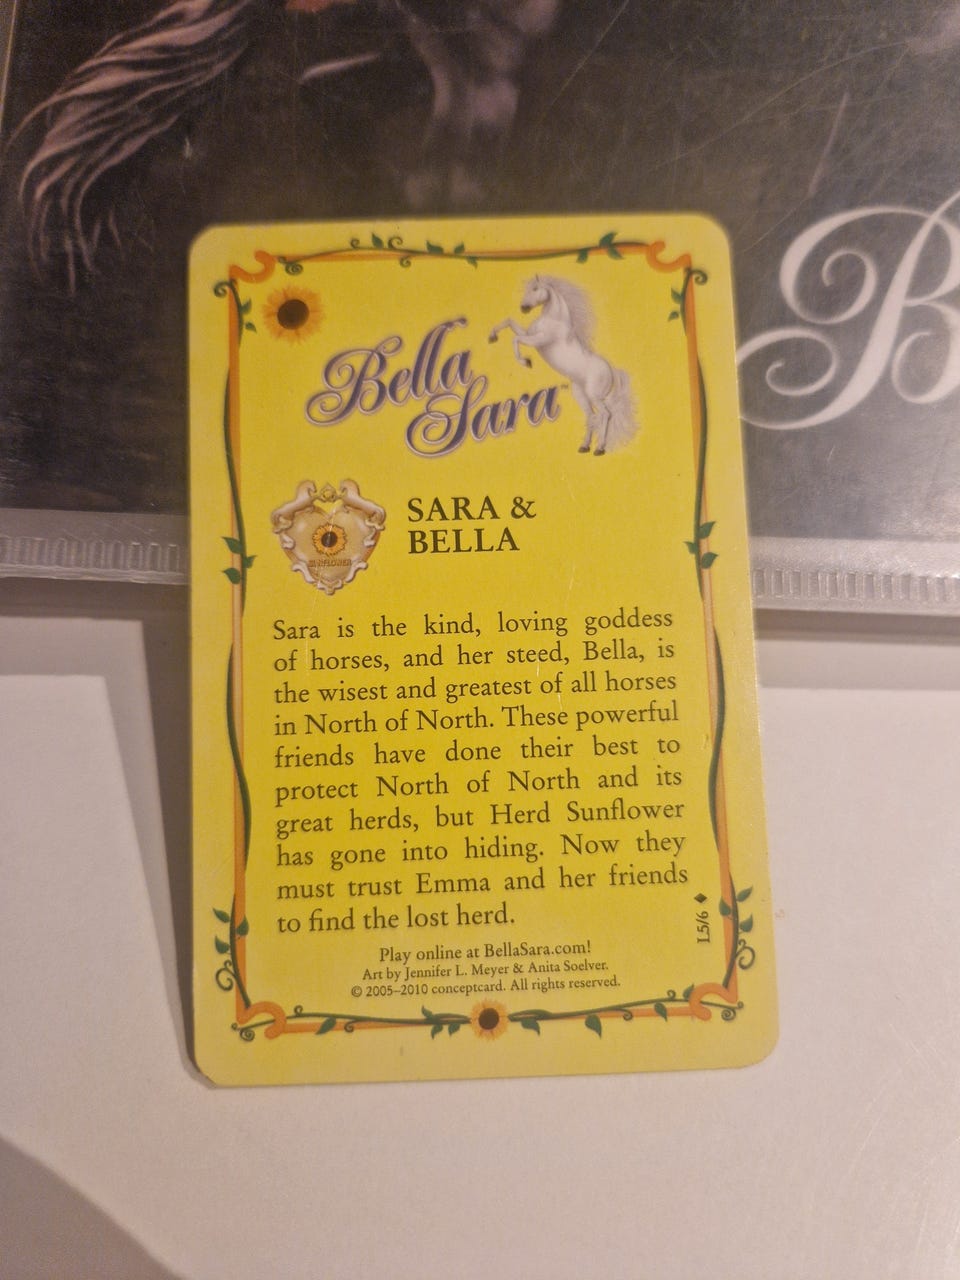 Bella
Sara™
SUNFLOWER
SARA &
BELLA
Sara is the kind, loving goddess
of horses, and her steed, Bella, is
the wisest and greatest of all horses
in North of North. These powerful
friends have done their best to
protect North of North and its
great herds, but Herd Sunflower
has gone into hiding. Now they
must trust Emma and her friends
to find the lost herd.
L5/6 ♦
Play online at BellaSara.com!
Art by Jennifer L. Meyer & Anita Soelver.
© 2005–2010 conceptcard. All rights reserved.
B